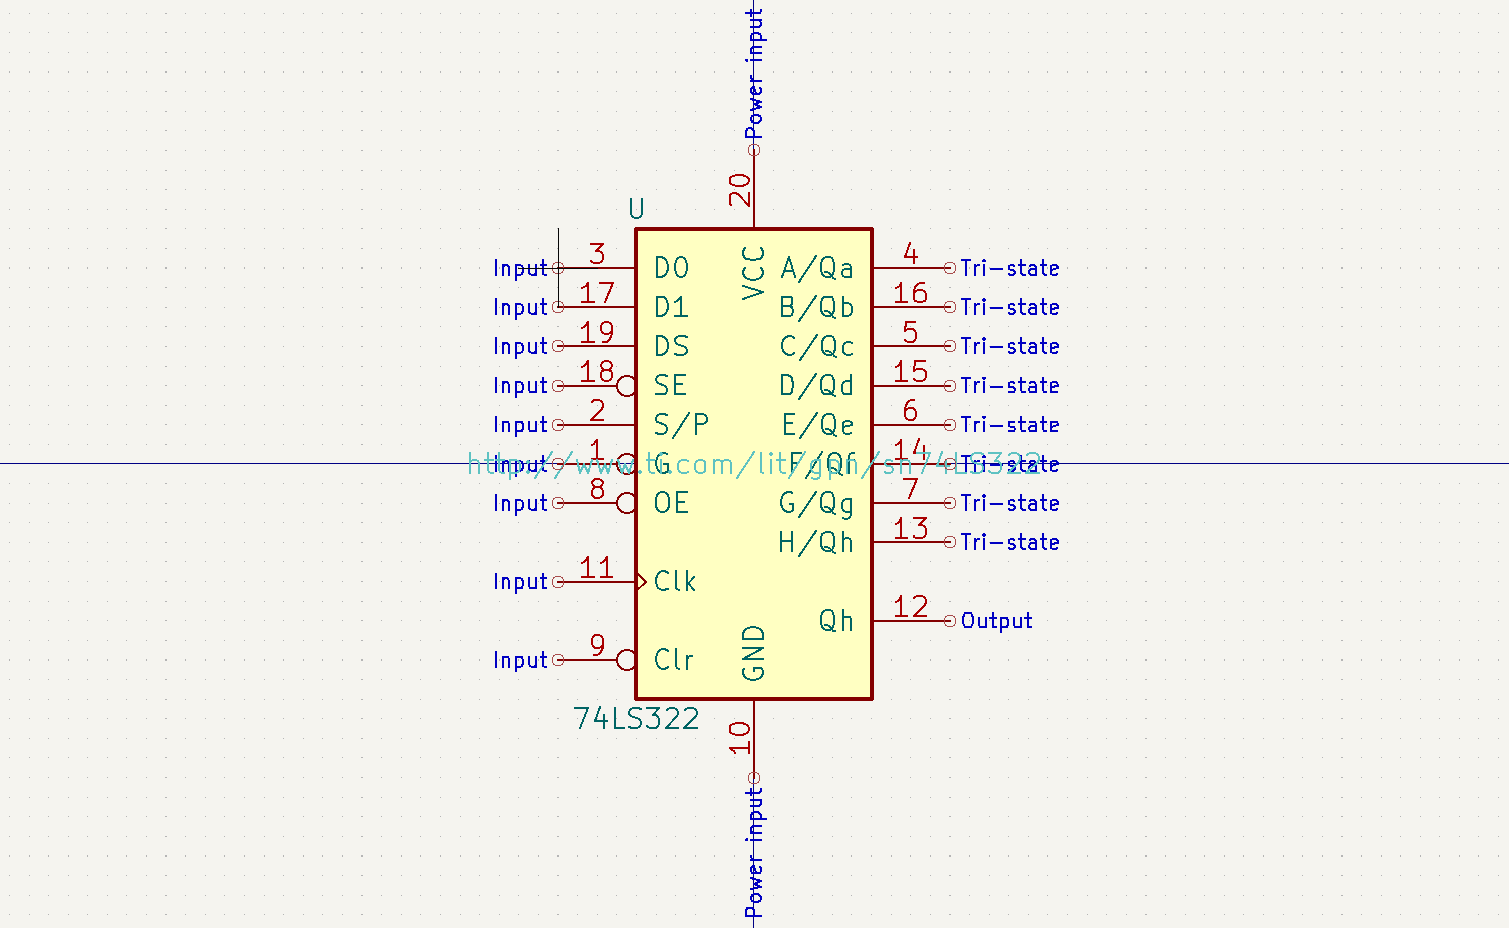 Power input
20
U
VCC
Input 3 D0 A/Qa 4 Tri-state
Input 17 D1 B/Qb 16 Tri-state
Input 19 DS C/Qc 5 Tri-state
Input 18 SE D/Qd 15 Tri-state
Input 2 S/P E/Qe 6 Tri-state
Input 1 G F/Qf 14 Tri-state
http://www.ti.com/lit/gpn/sn74LS322
Input 8 OE G/Qg 7 Tri-state
H/Qh 13 Tri-state
Input 11 Clk
Qh 12 Output
Input 9 Clr
GND
74LS322
10
Power input